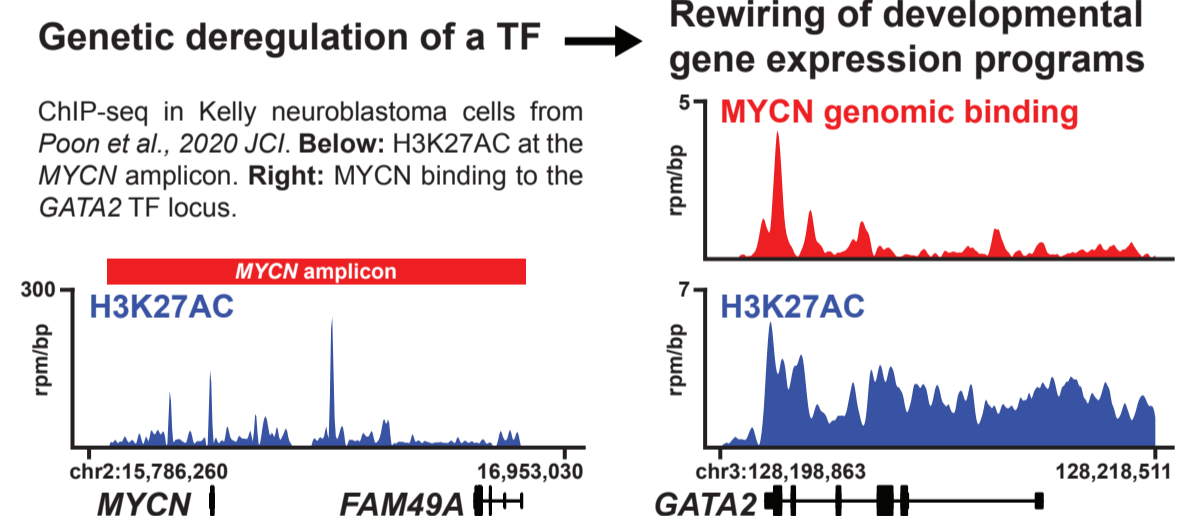 Genetic deregulation of a TF
Rewiring of developmental
gene expression programs
ChIP-seq in Kelly neuroblastoma cells from
Poon et al., 2020 JCI. Below: H3K27AC at the
MYCN amplicon. Right: MYCN binding to the
GATA2 TF locus.
MYCN amplicon
300
H3K27AC
rpm/bp
chr2:15,786,260
16,953,030
MYCN
FAM49A
5
MYCN genomic binding
rpm/bp
7
H3K27AC
rpm/bp
chr3:128,198,863
128,218,511
GATA2